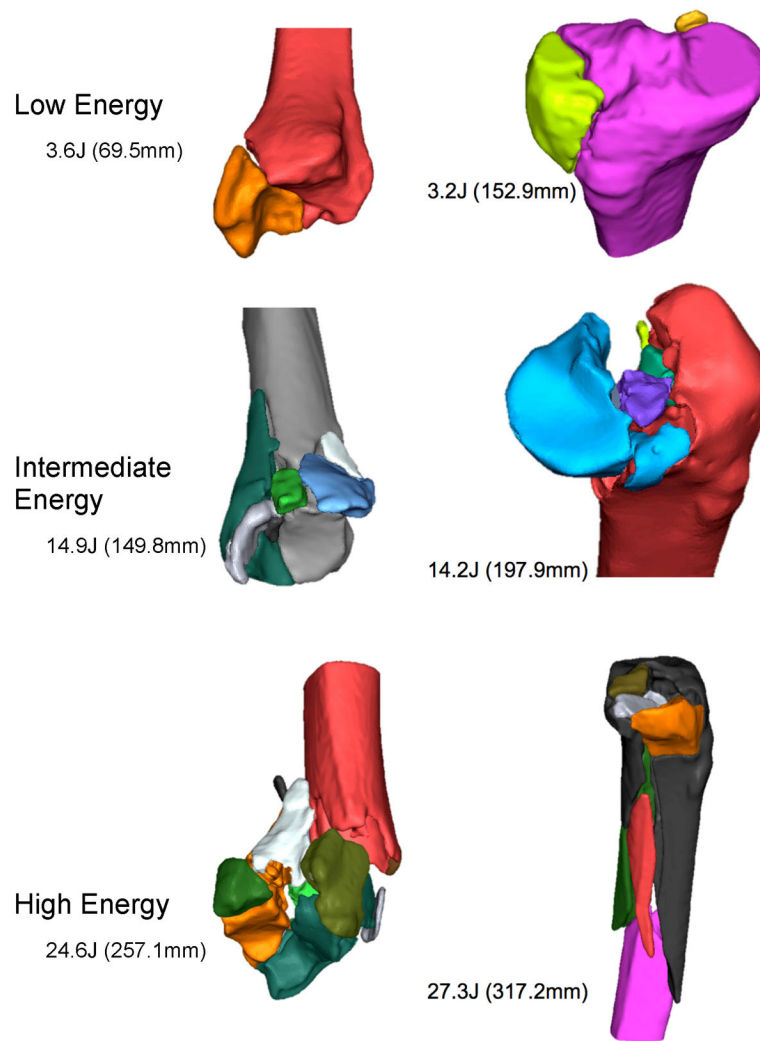 Low Energy
3.6J (69.5mm)
3.2J (152.9mm)
Intermediate
Energy
14.9J (149.8mm)
14.2J (197.9mm)
High Energy
24.6J (257.1mm)
27.3J (317.2mm)